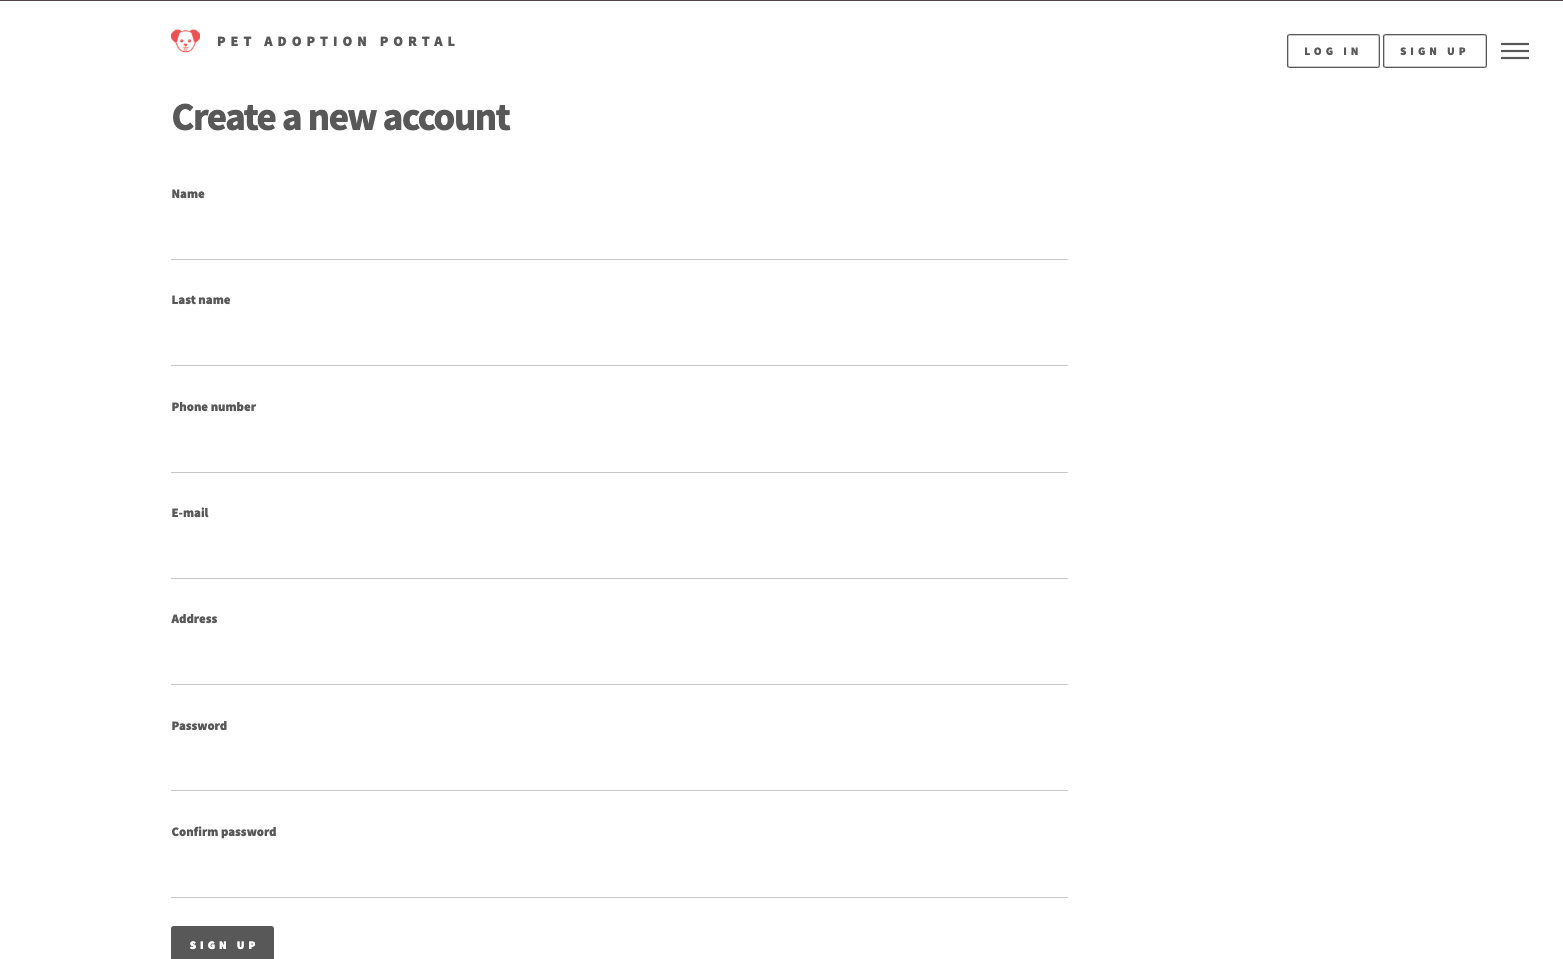 PET ADOPTION PORTAL
LOG IN
SIGN UP
Create a new account
Name
Last name
Phone number
E-mail
Address
Password
Confirm password
SIGN UP